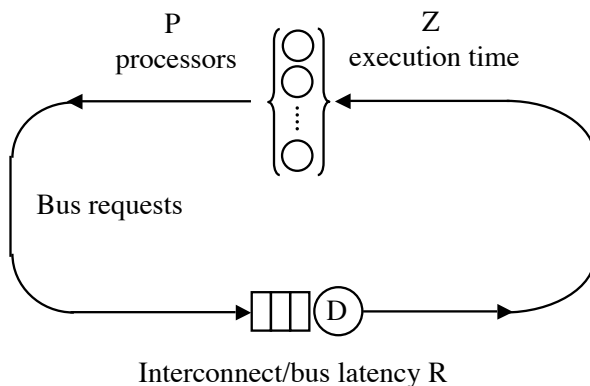 P
processors
Z
execution time
Bus requests
D
Interconnect/bus latency R